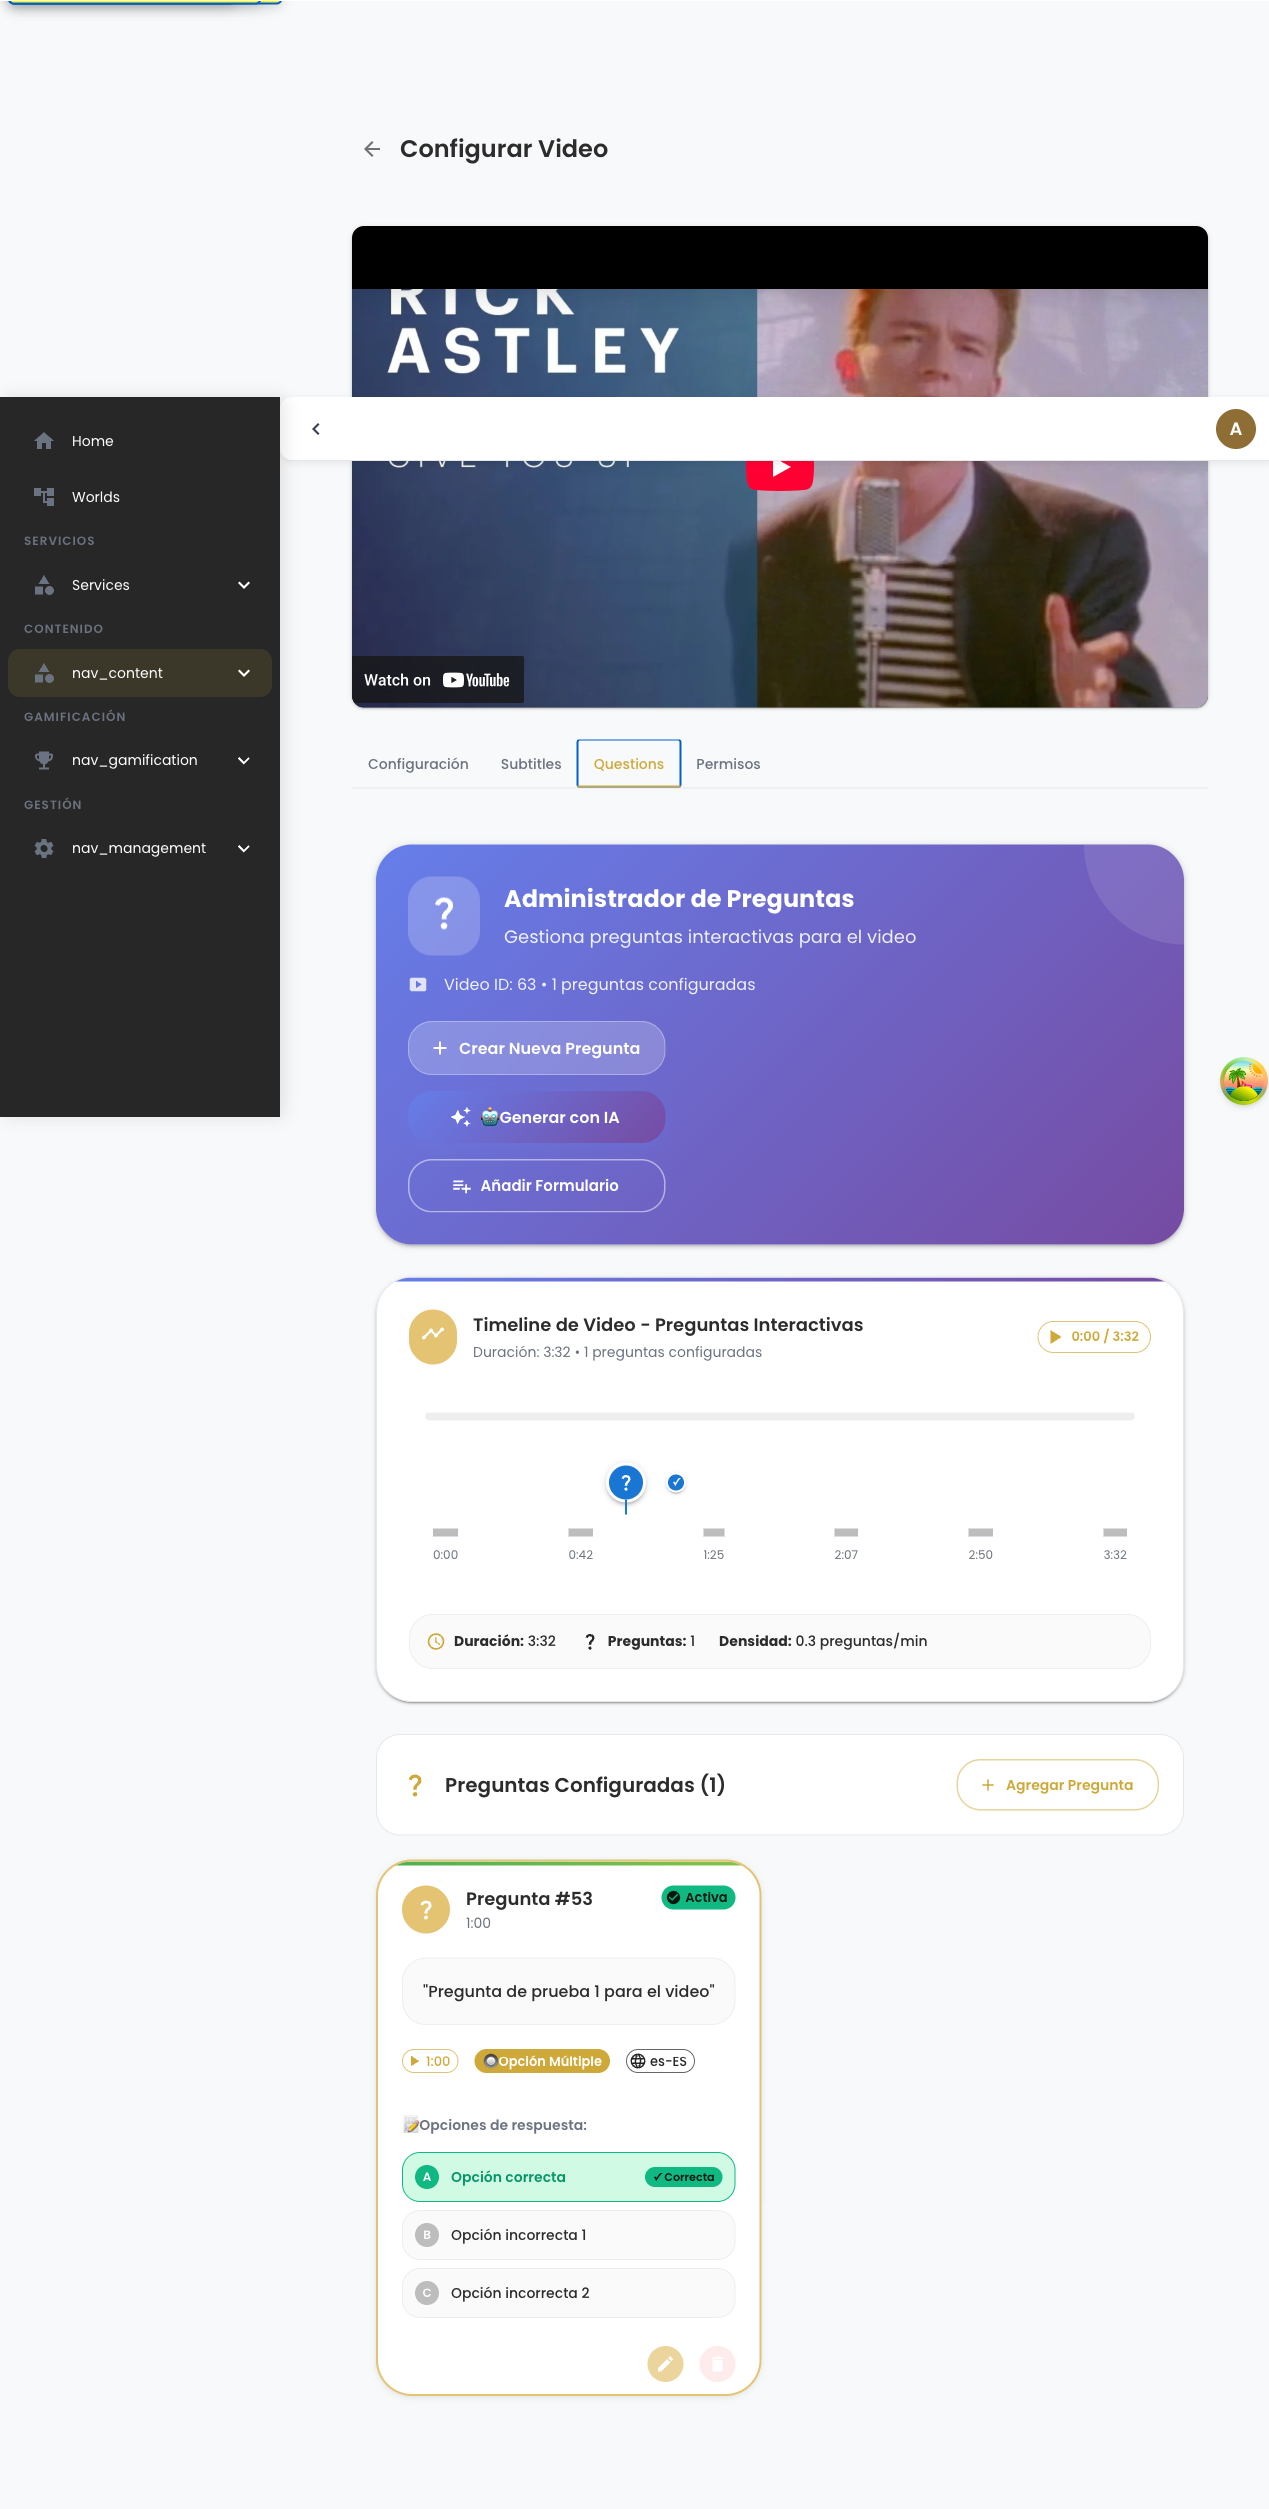 Configurar Video
RICK
ASTLEY
A
Home
Worlds
SERVICIOS
Services
CONTENIDO
nav_content
GAMIFICACIÓN
nav_gamification
GESTIÓN
nav_management
Watch on YouTube
Configuración
Subtitles
Questions
Permisos
?
Administrador de Preguntas
Gestiona preguntas interactivas para el video
Video ID: 63 • 1 preguntas configuradas
+ Crear Nueva Pregunta
Generar con IA
Añadir Formulario
Timeline de Video - Preguntas Interactivas
Duración: 3:32 • 1 preguntas configuradas
0:00 / 3:32
? ✓
0:00 0:42 1:25 2:07 2:50 3:32
Duración: 3:32 ? Preguntas: 1 Densidad: 0.3 preguntas/min
? Preguntas Configuradas (1)
+ Agregar Pregunta
? Pregunta #53
1:00
Activa
"Pregunta de prueba 1 para el video"
1:00 Opción Múltiple es-ES
Opciones de respuesta:
A Opción correcta ✓Correcta
B Opción incorrecta 1
C Opción incorrecta 2